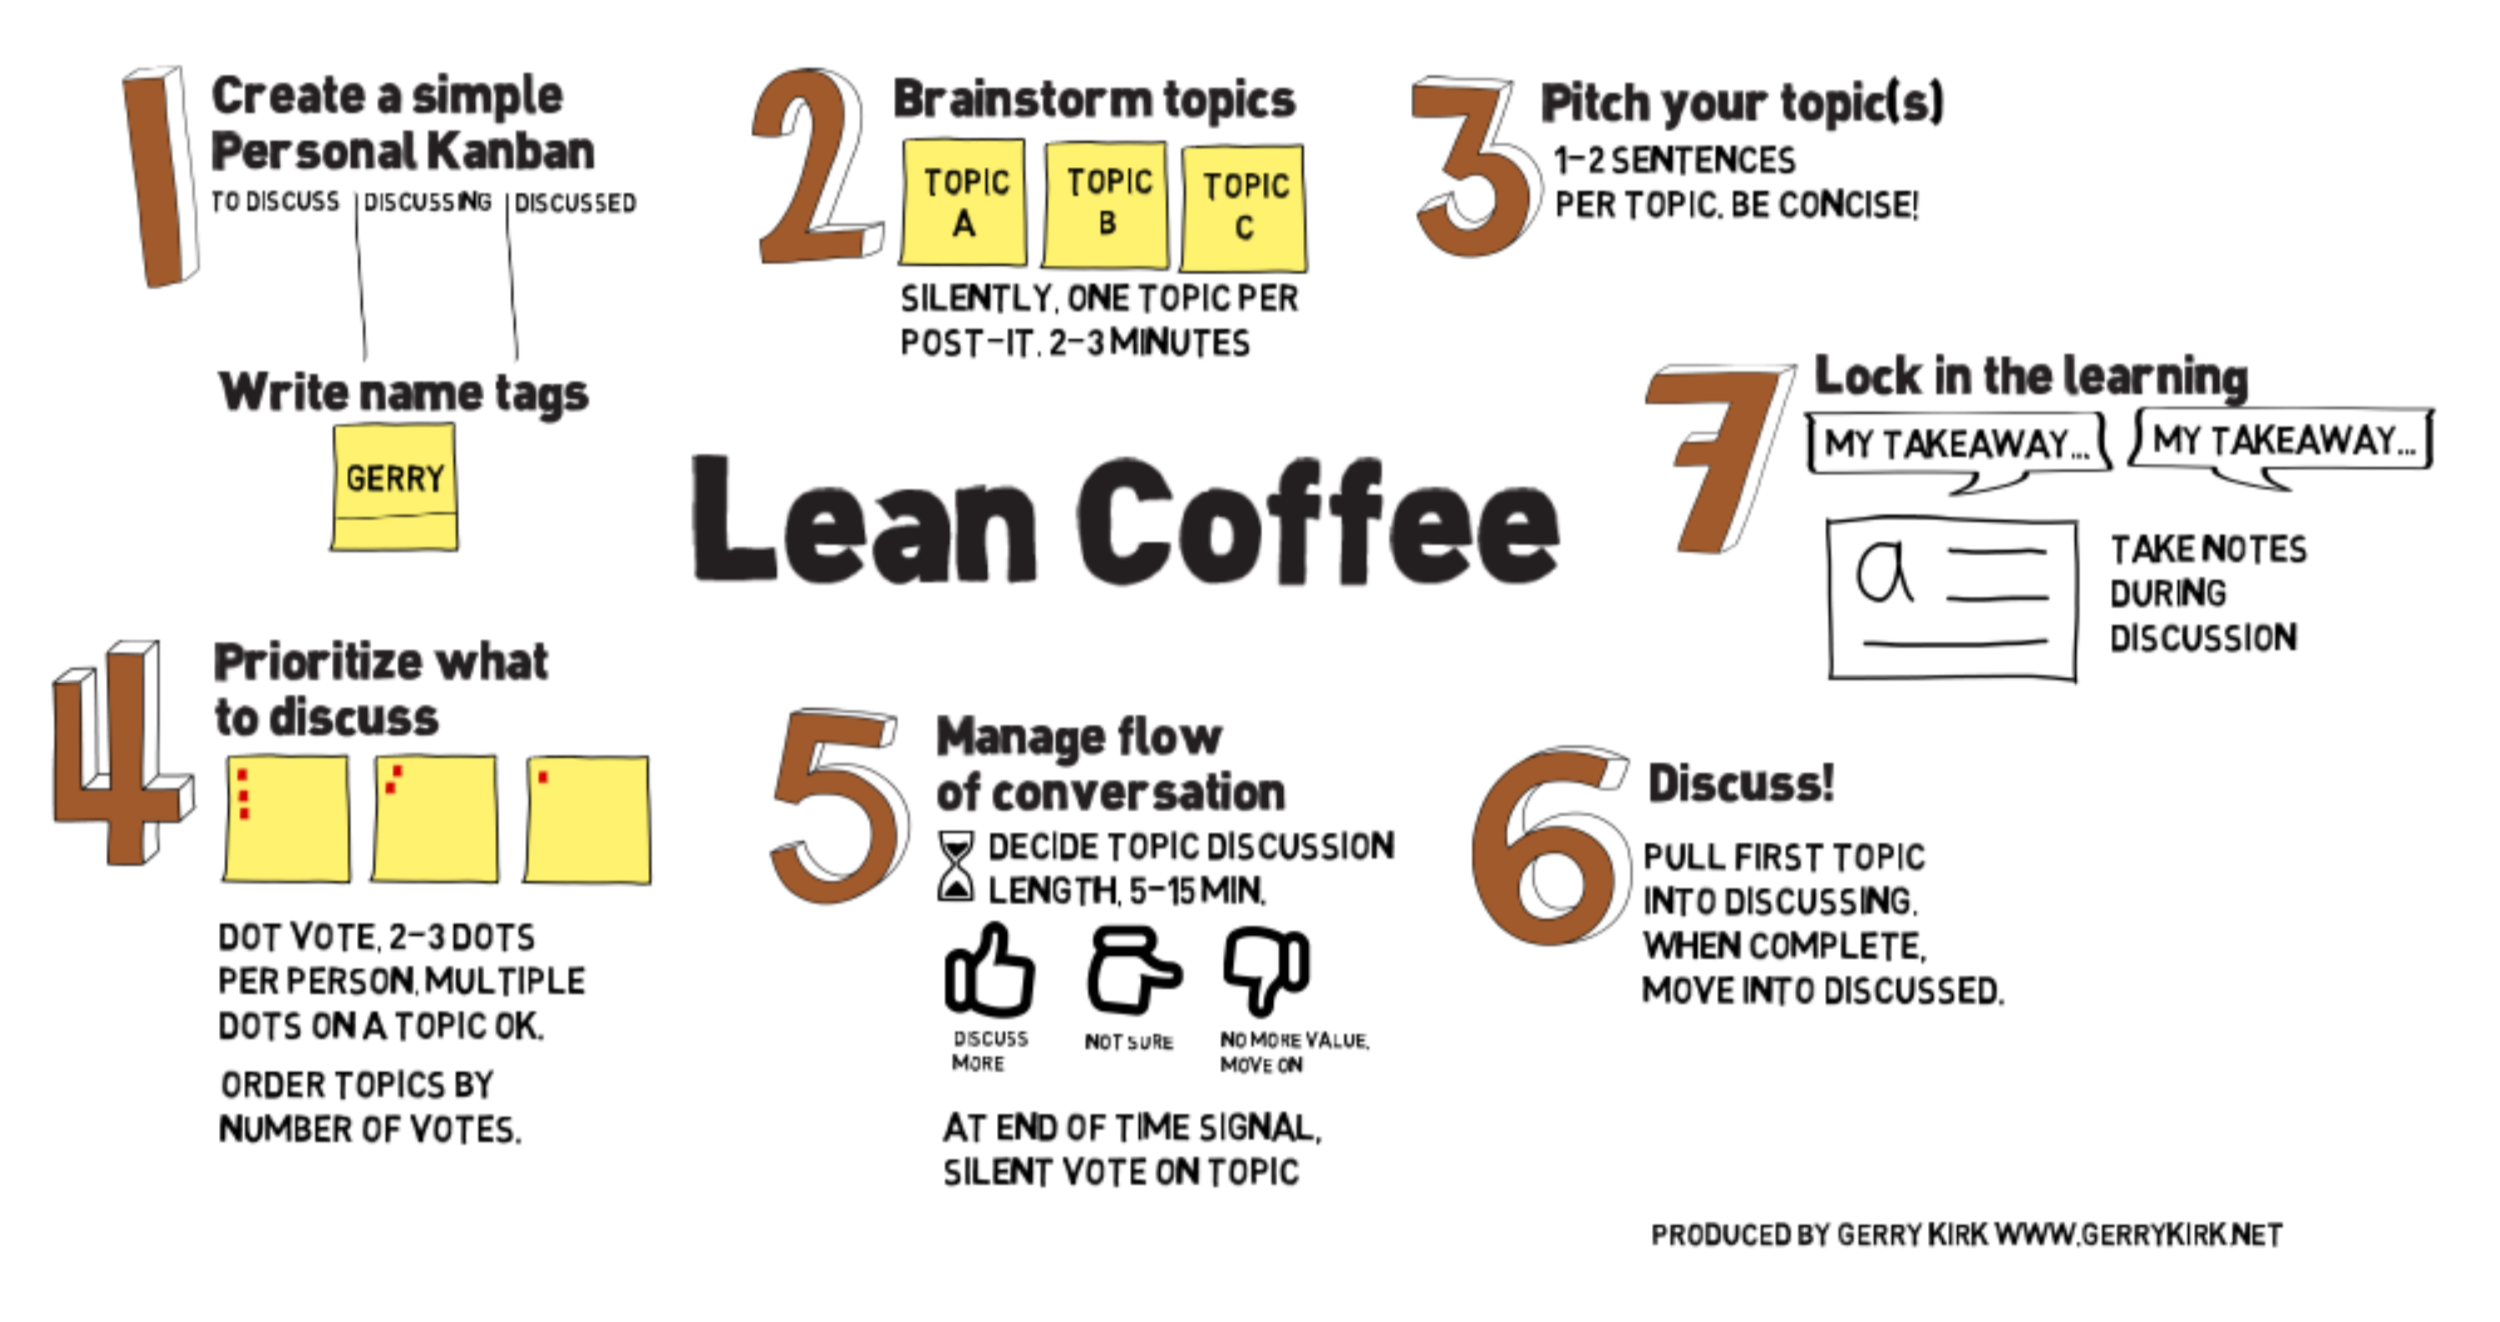 1
Create a simple
Personal Kanban
TO DISCUSS DISCUSSING DISCUSSED
Write name tags
GERRY
2
Brainstorm topics
TOPIC
A
TOPIC
B
TOPIC
C
SILENTLY, ONE TOPIC PER
POST-IT. 2-3 MINUTES
3
Pitch your topic(s)
1-2 SENTENCES
PER TOPIC. BE CONCISE!
Lean Coffee
4
Prioritize what
to discuss
DOT VOTE, 2-3 DOTS
PER PERSON, MULTIPLE
DOTS ON A TOPIC OK.
ORDER TOPICS BY
NUMBER OF VOTES.
5
Manage flow
of conversation
DECIDE TOPIC DISCUSSION
LENGTH, 5-15 MIN.
DISCUSS
MORE
NOT SURE
NO MORE VALUE,
MOVE ON
AT END OF TIME SIGNAL,
SILENT VOTE ON TOPIC
6
Discuss!
PULL FIRST TOPIC
INTO DISCUSSING.
WHEN COMPLETE,
MOVE INTO DISCUSSED.
7
Lock in the learning
MY TAKEAWAY...
MY TAKEAWAY...
a
TAKE NOTES
DURING
DISCUSSION
PRODUCED BY GERRY KIRK WWW.GERRYKIRK.NET